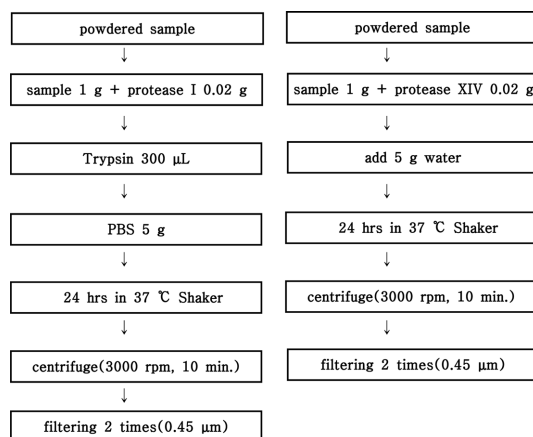 powdered sample
↓
sample 1 g + protease I 0.02 g
↓
Trypsin 300 μL
↓
PBS 5 g
↓
24 hrs in 37 ℃ Shaker
↓
centrifuge(3000 rpm, 10 min.)
↓
filtering 2 times(0.45 μm)
powdered sample
↓
sample 1 g + protease XIV 0.02 g
↓
add 5 g water
↓
24 hrs in 37 ℃ Shaker
↓
centrifuge(3000 rpm, 10 min.)
↓
filtering 2 times(0.45 μm)